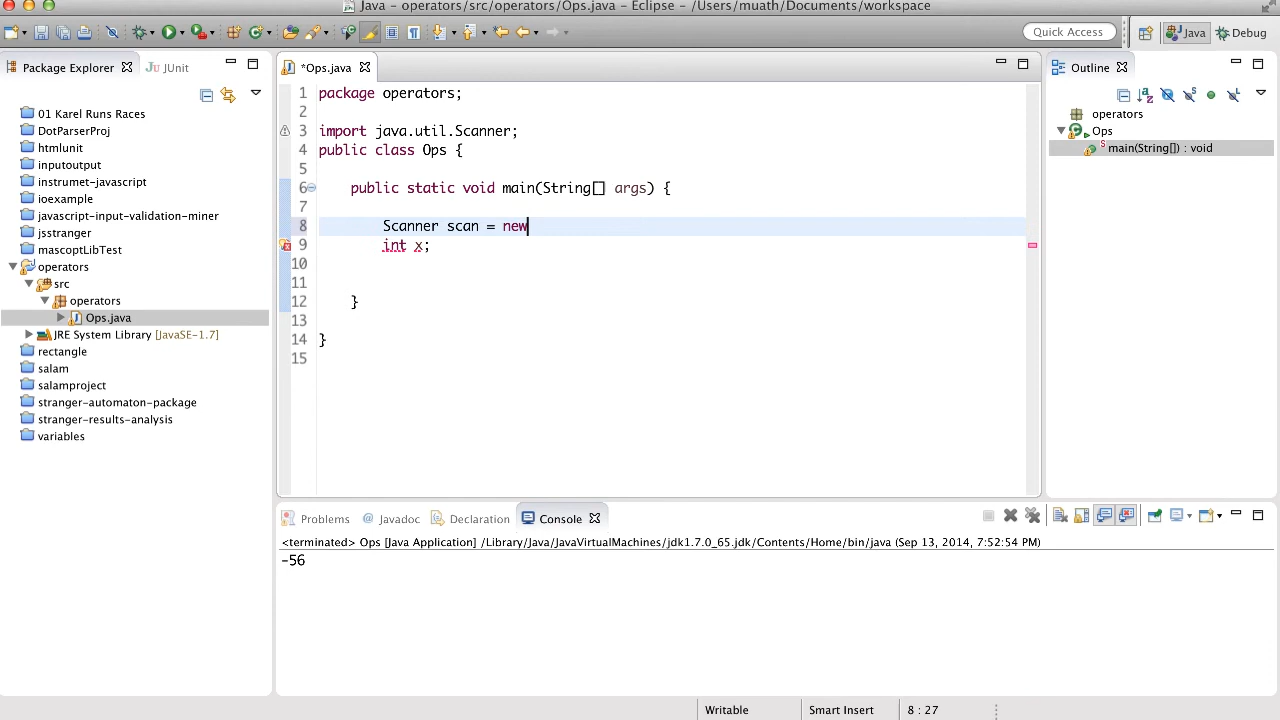 Java - operators/src/operators/Ops.java - Eclipse - /Users/muath/Documents/workspace
Quick Access
Java
Debug
Package Explorer
JUnit
01 Karel Runs Races
DotParserProj
htmlunit
inputoutput
instrumet-javascript
ioexample
javascript-input-validation-miner
jsstranger
mascoptLibTest
operators
src
operators
Ops.java
JRE System Library [JavaSE-1.7]
rectangle
salam
salamproject
stranger-automaton-package
stranger-results-analysis
variables
*Ops.java
1 package operators;
2
3 import java.util.Scanner;
4 public class Ops {
5
6 public static void main(String[] args) {
7
8 Scanner scan = new
9 int x;
10
11
12 }
13
14 }
15
Outline
operators
Ops
main(String[]) : void
Problems
@ Javadoc
Declaration
Console
<terminated> Ops [Java Application] /Library/Java/JavaVirtualMachines/jdk1.7.0_65.jdk/Contents/Home/bin/java (Sep 13, 2014, 7:52:54 PM)
-56
Writable
Smart Insert
8 : 27